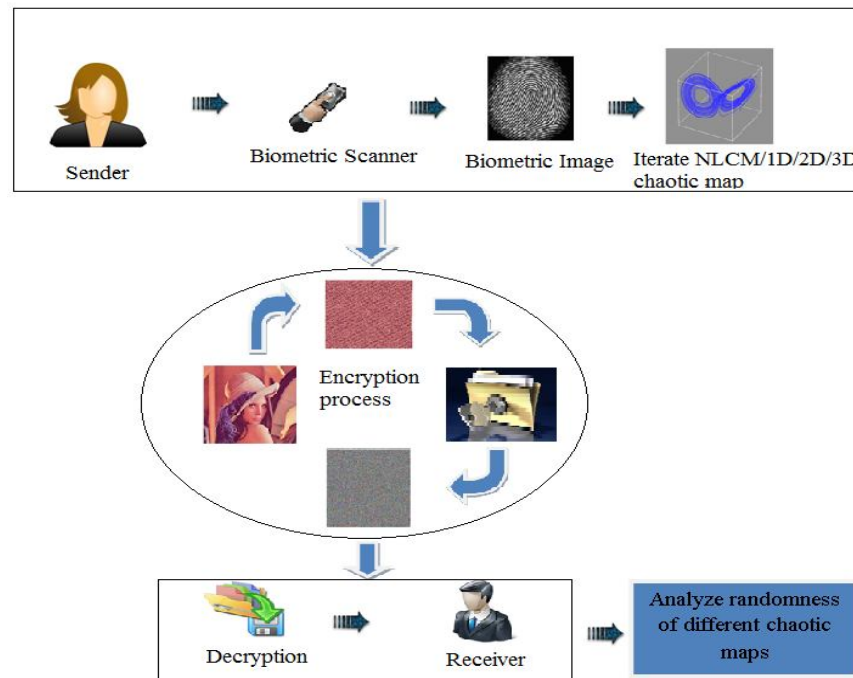 Sender
Biometric Scanner
Biometric Image
Iterate NLCM/1D/2D/3D
chaotic map
Encryption
process
Decryption
Receiver
Analyze randomness
of different chaotic
maps